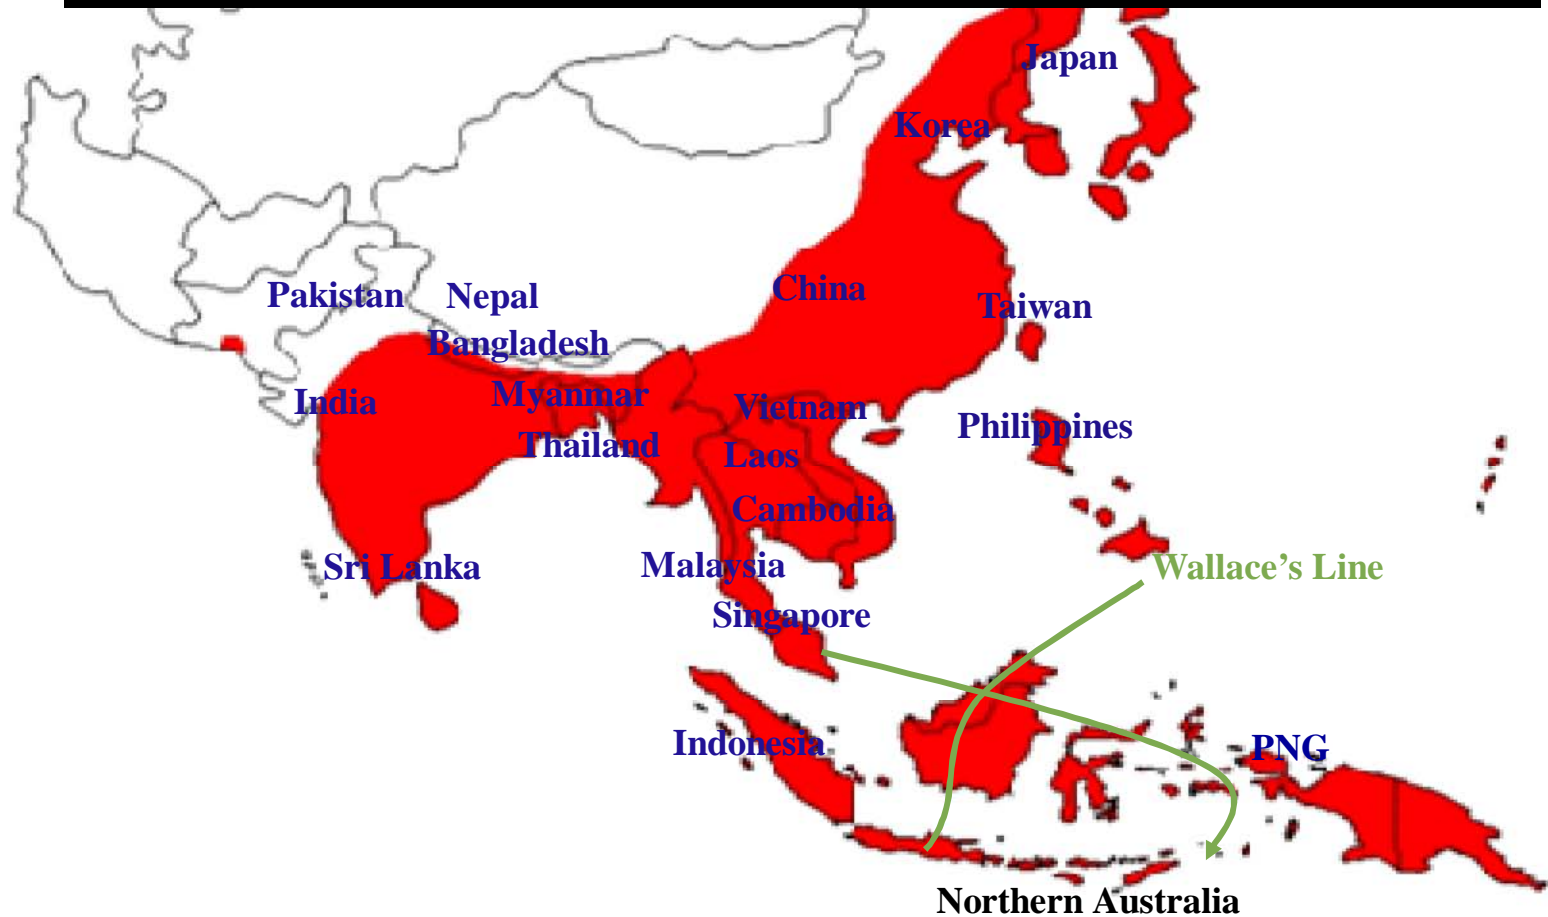 Japan
Korea
China
Pakistan
Nepal
Taiwan
Bangladesh
Myanmar
India
Vietnam
Philippines
Thailand
Laos
Cambodia
Sri Lanka
Malaysia
Wallace’s Line
Singapore
Indonesia
PNG
Northern Australia